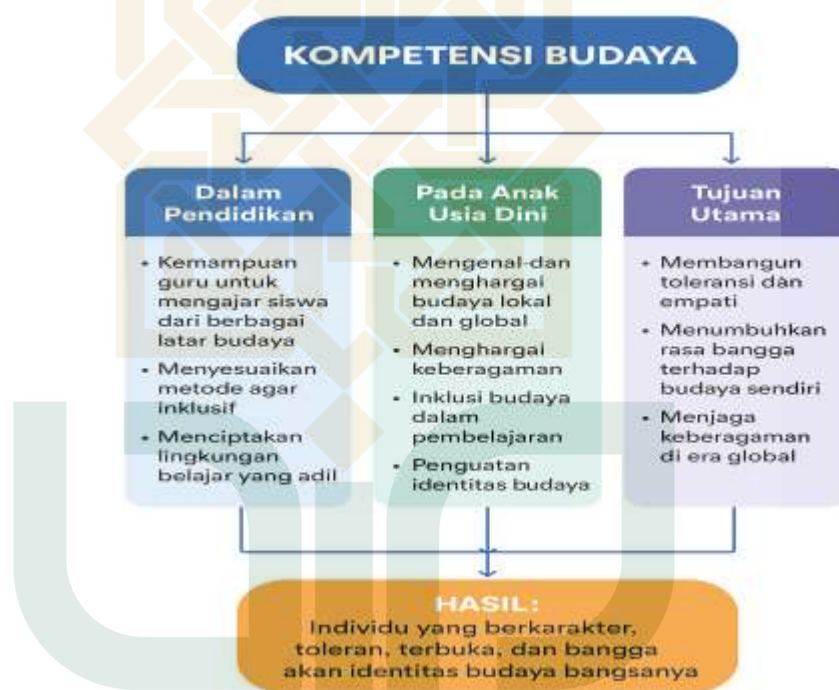 KOMPETENSI BUDAYA
Dalam
Pendidikan
• Kemampuan
guru untuk
mengajar siswa
dari berbagai
latar budaya
• Menyesuaikan
metode agar
inklusif
• Menciptakan
lingkungan
belajar yang adil
Pada Anak
Usia Dini
• Mengenal-dan
menghargai
budaya lokal
dan global
• Menghargai
keberagaman
• Inklusi budaya
dalam
pembelajaran
• Penguatan
identitas budaya
Tujuan
Utama
• Membangun
toleransi dan
empati
• Menumbuhkan
rasa bangga
terhadap
budaya sendiri
• Menjaga
keberagaman
di era global
HASIL:
Individu yang berkarakter,
toleran, terbuka, dan bangga
akan identitas budaya bangsanya